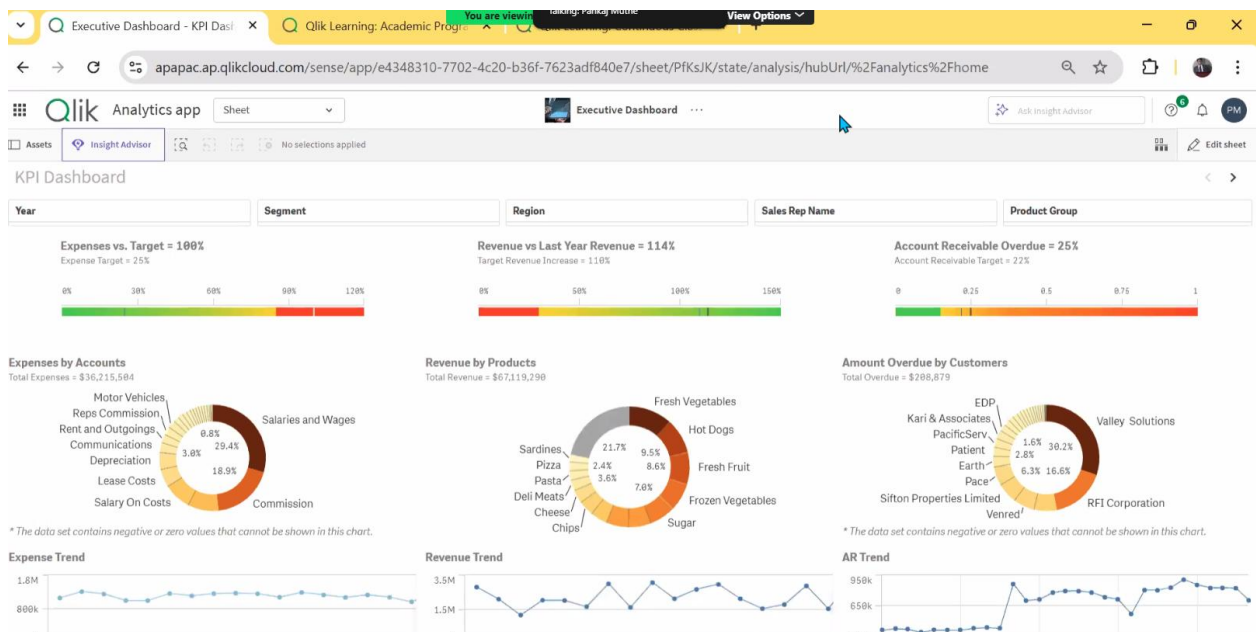 You are viewin
Talking: Pankaj Muthe
View Options
Executive Dashboard - KPI Dash
Qlik Learning: Academic Progra
apapac.ap.qlikcloud.com/sense/app/e4348310-7702-4c20-b36f-7623adf840e7/sheet/PfKsJK/state/analysis/hubUrl/%2Fanalytics%2Fhome
Qlik Analytics app
Sheet
Executive Dashboard
Ask Insight Advisor
6
PM
Assets
Insight Advisor
No selections applied
Edit sheet
KPI Dashboard
Year
Segment
Region
Sales Rep Name
Product Group
Expenses vs. Target = 100%
Expense Target = 25%
0% 30% 60% 90% 120%
Revenue vs Last Year Revenue = 114%
Target Revenue Increase = 110%
0% 50% 100% 150%
Account Receivable Overdue = 25%
Account Receivable Target = 22%
0 0.25 0.5 0.75 1
Expenses by Accounts
Total Expenses = $36,215,504
Motor Vehicles
Reps Commission
Rent and Outgoings
Communications
Depreciation
Lease Costs
Salary On Costs
Salaries and Wages
Commission
0.8%
29.4%
3.0%
18.9%
* The data set contains negative or zero values that cannot be shown in this chart.
Revenue by Products
Total Revenue = $67,119,290
Fresh Vegetables
Hot Dogs
Fresh Fruit
Frozen Vegetables
Sugar
Sardines
Pizza
Pasta
Deli Meats
Cheese
Chips
21.7%
9.5%
2.4%
8.6%
3.6%
7.0%
Amount Overdue by Customers
Total Overdue = $208,879
EDP
Kari & Associates
PacificServ
Patient
Earth
Pace
Sifton Properties Limited
Venred
Valley Solutions
RFI Corporation
1.6%
30.2%
2.8%
6.3%
16.6%
* The data set contains negative or zero values that cannot be shown in this chart.
Expense Trend
1.8M
800k
Revenue Trend
3.5M
1.5M
AR Trend
950k
650k